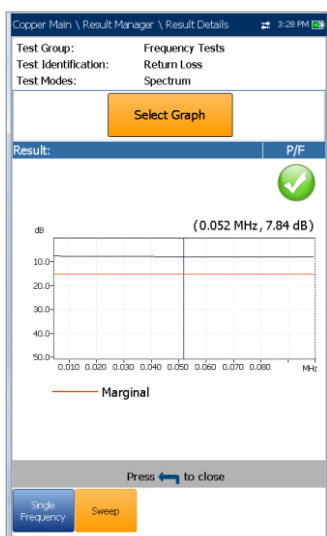 Copper Main \ Result Manager \ Result Details 3:28 PM
Test Group: Frequency Tests
Test Identification: Return Loss
Test Modes: Spectrum
Select Graph
Result: P/F
dB (0.052 MHz, 7.84 dB)
10.0
20.0
30.0
40.0
50.0
0.010 0.020 0.030 0.040 0.050 0.060 0.070 0.080 MHz
Marginal
Press to close
Single
Frequency
Sweep